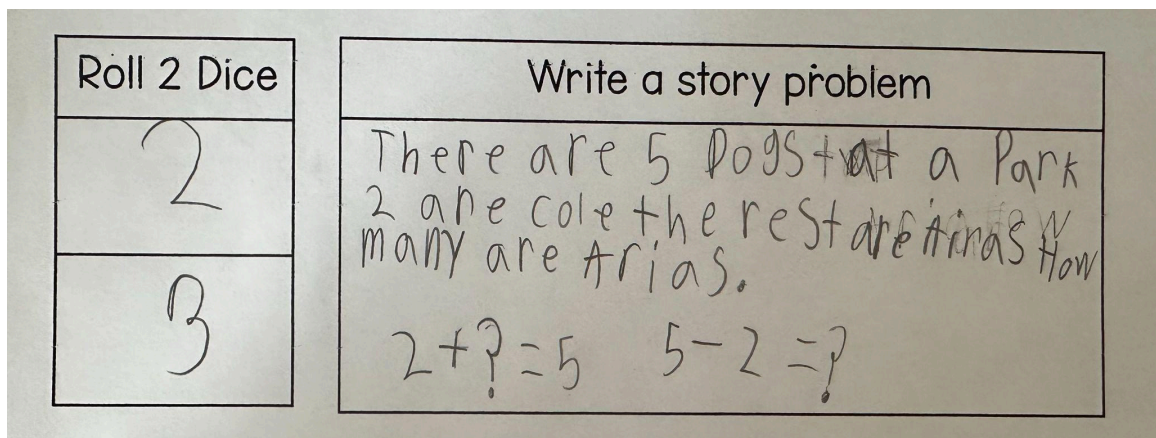 Roll 2 Dice
2
3
Write a story problem
There are 5 Dogs at a Park
2 are cole the rest are Airas How
many are Arias.
2+?=5 5-2=?